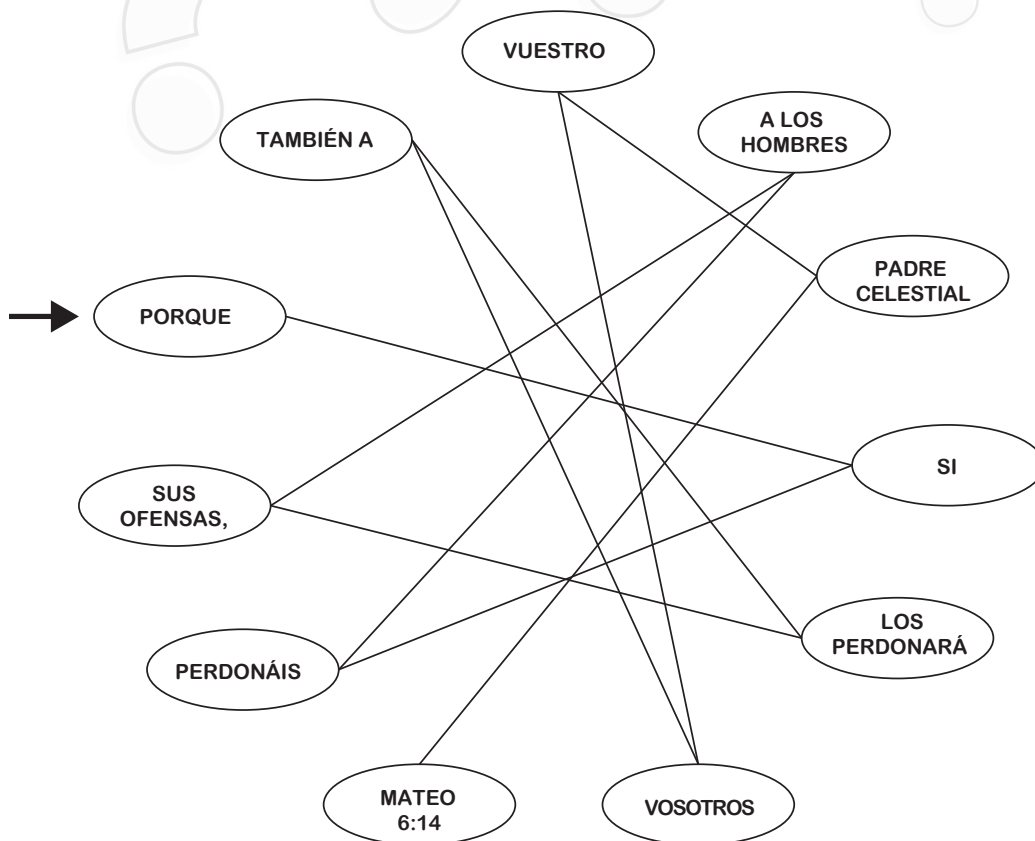 VUESTRO
A LOS
HOMBRES
TAMBIÉN A
PADRE
CELESTIAL
PORQUE
SI
SUS
OFENSAS,
LOS
PERDONARÁ
PERDONÁIS
MATEO
6:14
VOSOTROS